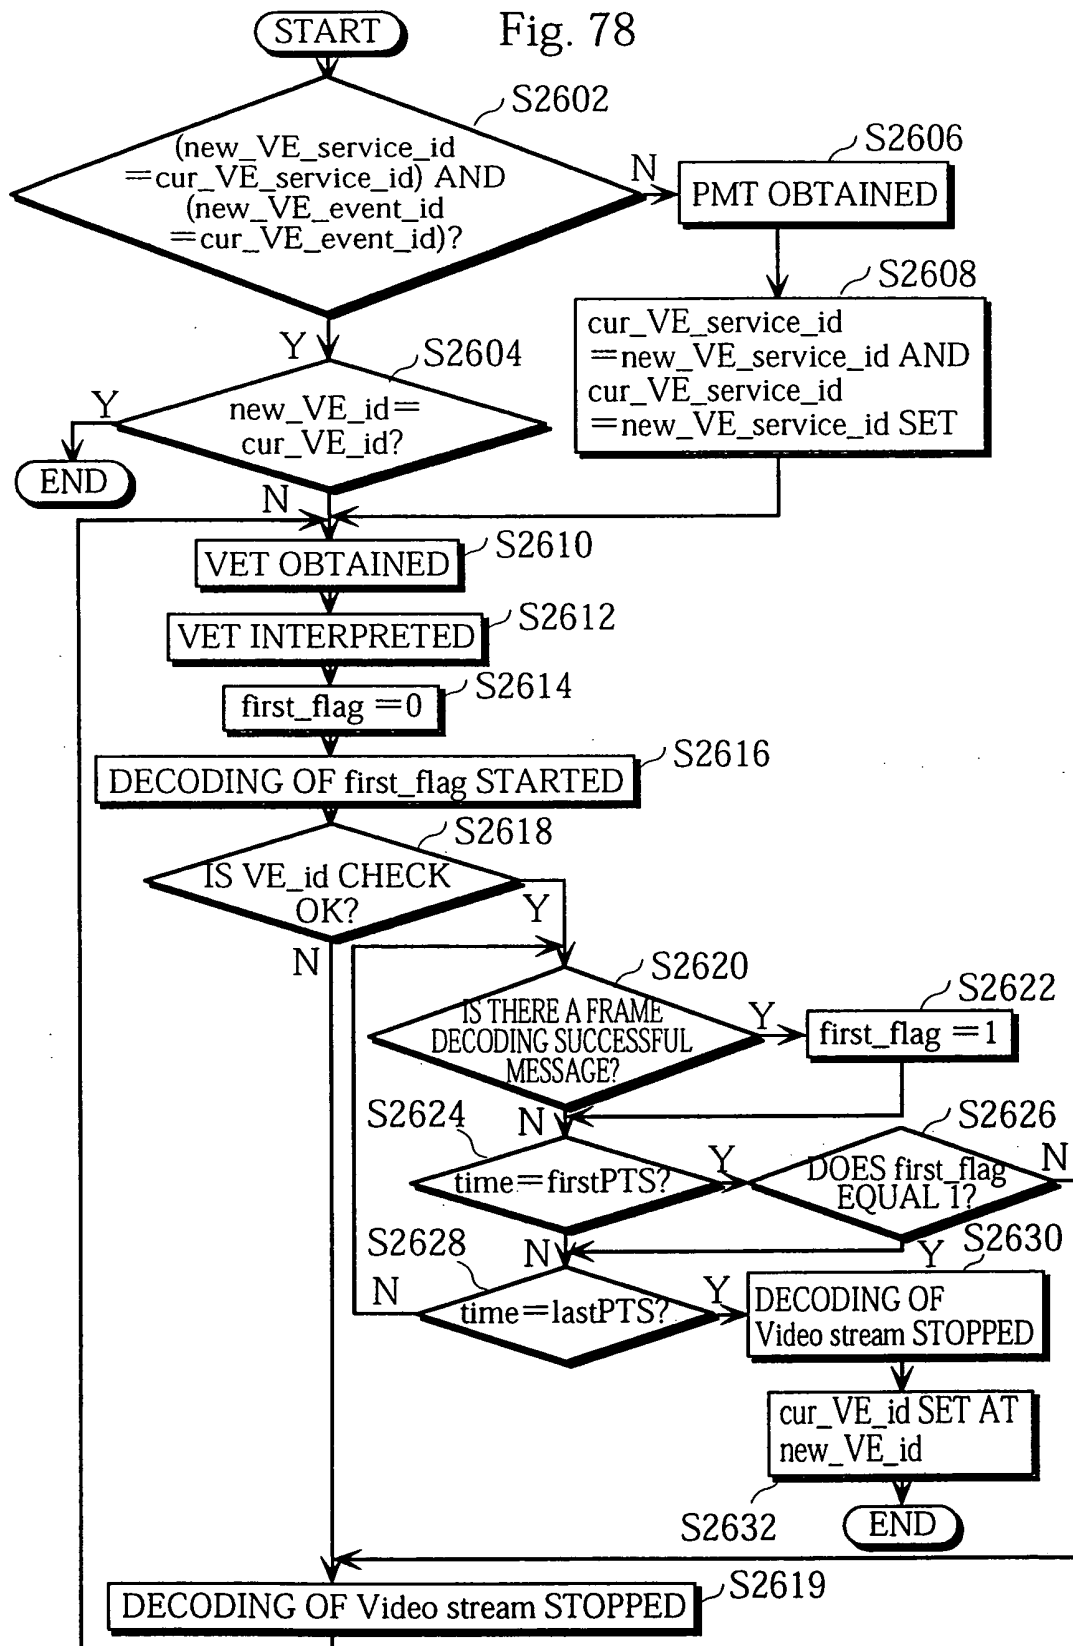 START
Fig. 78
S2602
(new_VE_service_id
=cur_VE_service_id) AND
(new_VE_event_id
=cur_VE_event_id)?
N
S2606
PMT OBTAINED
S2608
cur_VE_service_id
=new_VE_service_id AND
cur_VE_service_id
=new_VE_service_id SET
Y
S2604
new_VE_id=
cur_VE_id?
Y
END
N
S2610
VET OBTAINED
S2612
VET INTERPRETED
S2614
first_flag=0
S2616
DECODING OF first_flag STARTED
S2618
IS VE_id CHECK
OK?
Y
N
S2620
IS THERE A FRAME
DECODING SUCCESSFUL
MESSAGE?
Y
S2622
first_flag=1
N
S2624
time=firstPTS?
Y
S2626
DOES first_flag
EQUAL 1?
N
Y
N
S2628
time=lastPTS?
N
Y
S2630
DECODING OF
Video stream STOPPED
cur_VE_id SET AT
new_VE_id
S2632
END
S2619
DECODING OF Video stream STOPPED